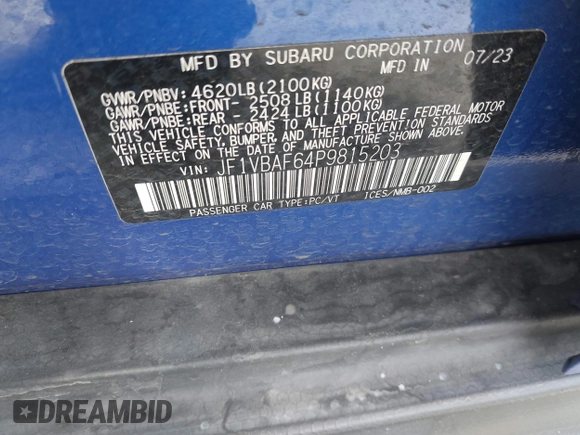 MFD BY SUBARU CORPORATION 07/23
GVWR/PNBV: 4620LB(2100KG)
GAWR/PNBE:FRONT- 2508LB(1140KG)
GAWR/PNBE:REAR - 2424LB(1100KG)
THIS VEHICLE CONFORMS TO ALL APPLICABLE FEDERAL MOTOR
VEHICLE SAFETY, BUMPER, AND THEFT PREVENTION STANDARDS
IN EFFECT ON THE DATE OF MANUFACTURE SHOWN ABOVE.
VIN: JF1VBAF64P9815203
PASSENGER CAR TYPE:PC/VT ICES/NMB-002
DREAMBID